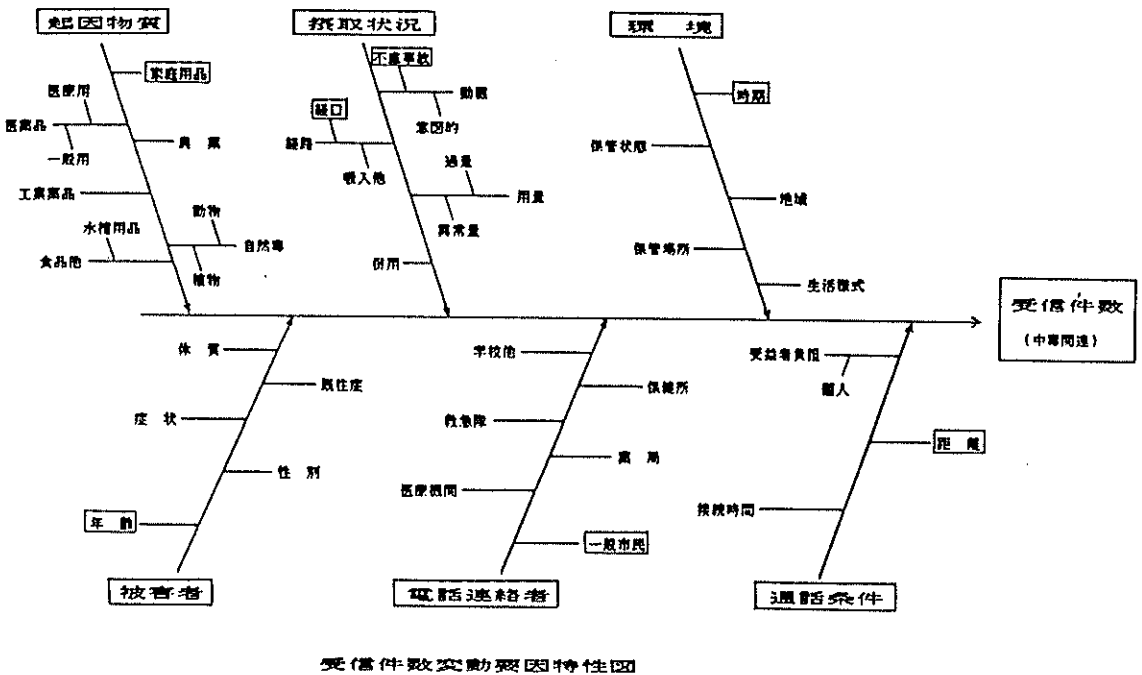 起因物質
摂取状況
環境
家庭用品
医療用
医薬品
一般用
農薬
工業薬品
動物
水槽用品
自然毒
食品他
植物
不慮事故
動機
意図的
経口
経路
吸入他
過量
用量
異常量
併用
時期
保管状態
地域
保管場所
生活様式
受信件数
(中毒関連)
体質
既往症
症状
性別
年齢
被害者
学校他
保健所
救急隊
薬局
医療機関
一般市民
電話連絡者
受益者負担
個人
距離
接続時間
通話条件
受信件数変動要因特性図